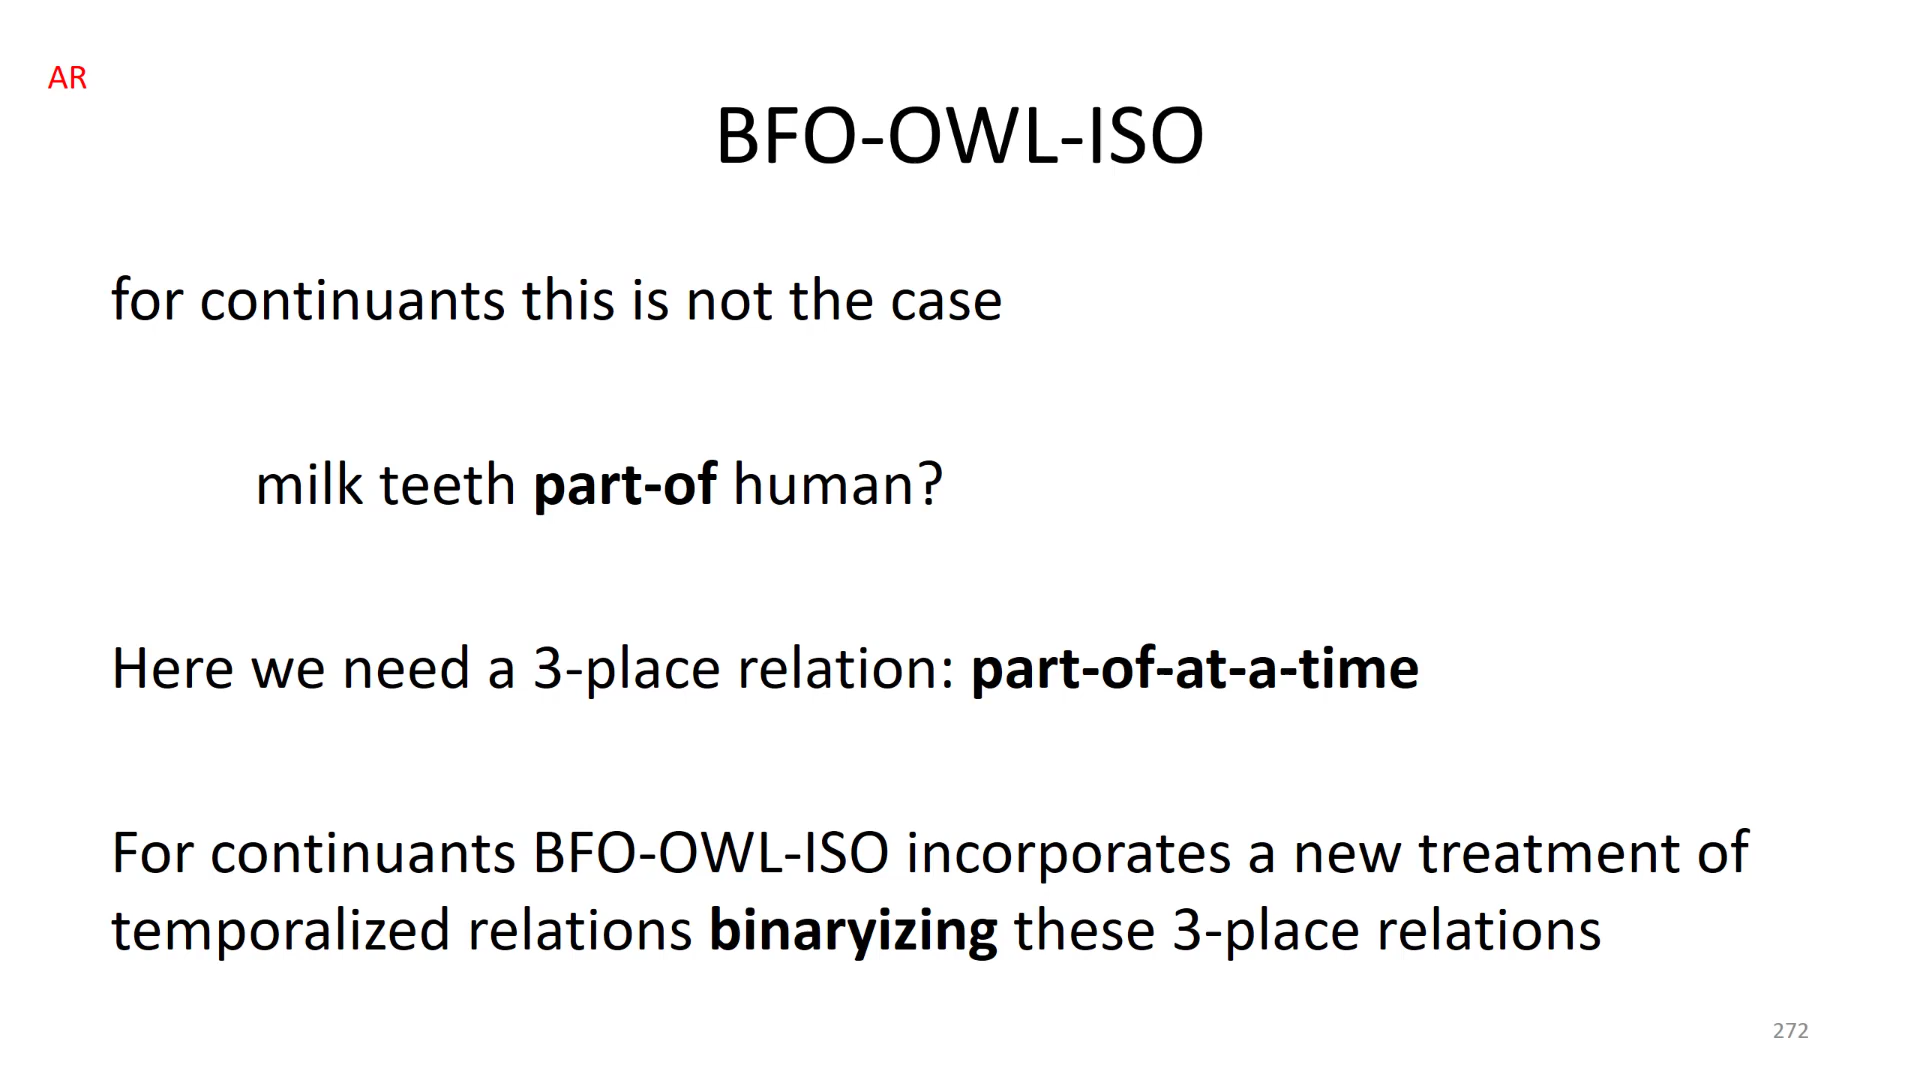 AR
BFO-OWL-ISO
for continuants this is not the case
milk teeth part-of human?
Here we need a 3-place relation: part-of-at-a-time
For continuants BFO-OWL-ISO incorporates a new treatment of
temporalized relations binaryizing these 3-place relations
272